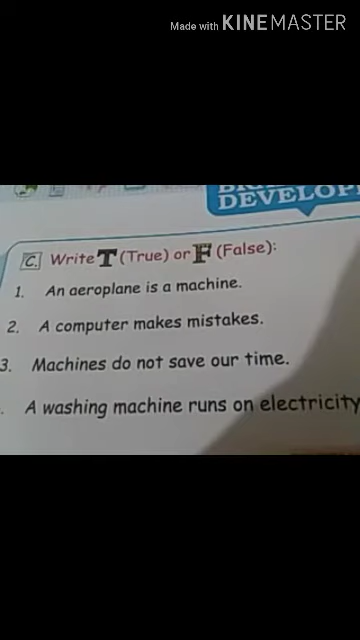 Made with KINEMASTER
DEVELOP
C. Write T (True) or F (False):
1. An aeroplane is a machine.
2. A computer makes mistakes.
3. Machines do not save our time.
. A washing machine runs on electricity